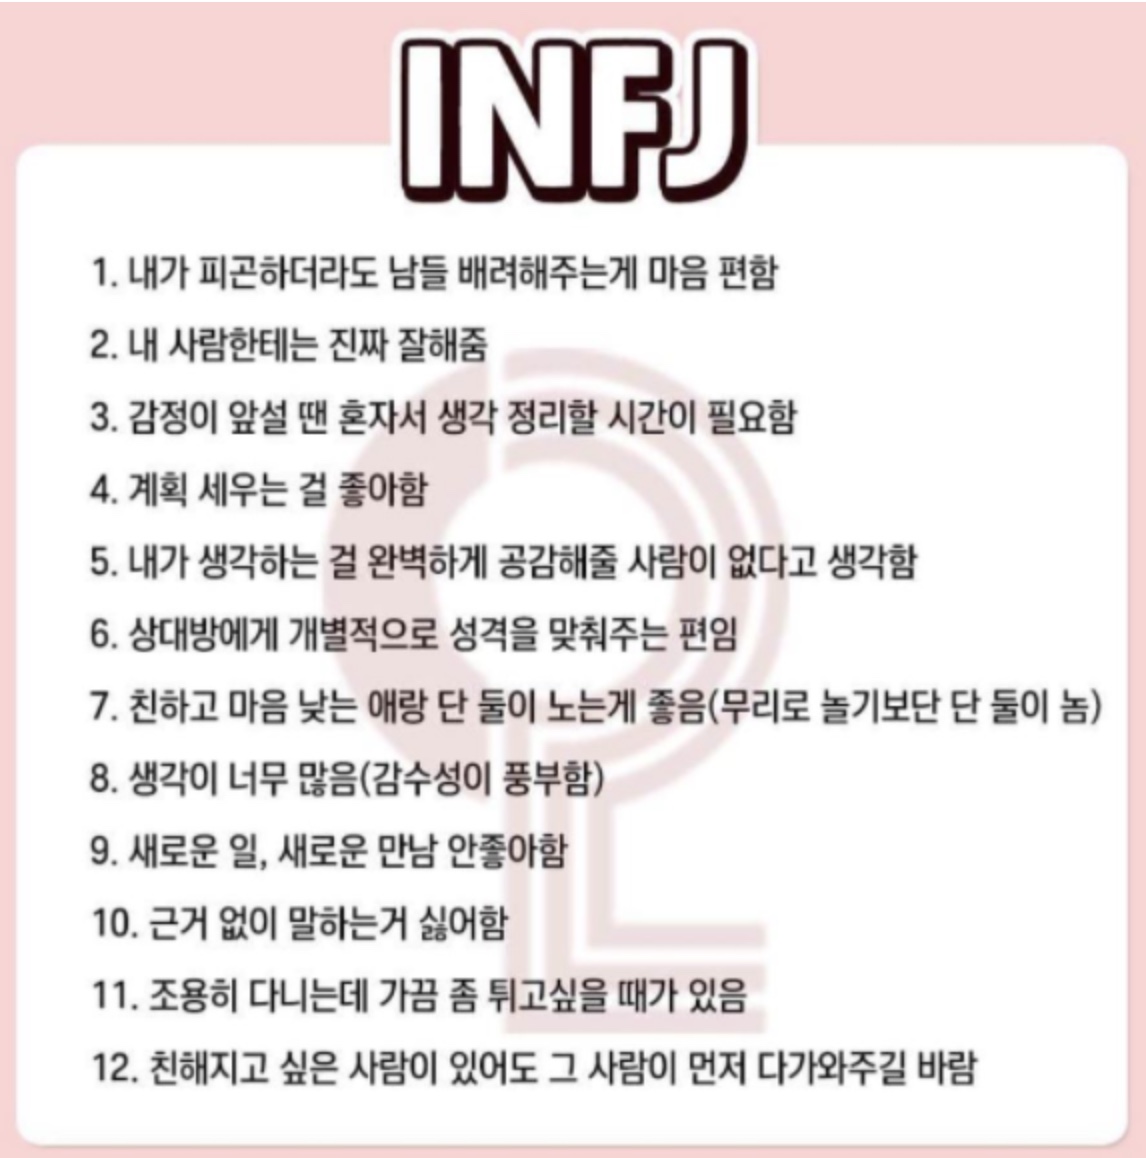 INFJ
1. 내가 피곤하더라도 남들 배려해주는게 마음 편함
2. 내 사람한테는 진짜 잘해줌
3. 감정이 앞설 땐 혼자서 생각 정리할 시간이 필요함
4. 계획 세우는 걸 좋아함
5. 내가 생각하는 걸 완벽하게 공감해줄 사람이 없다고 생각함
6. 상대방에게 개별적으로 성격을 맞춰주는 편임
7. 친하고 마음 낮는 애랑 단 둘이 노는게 좋음(무리로 놀기보단 단 둘이 놈)
8. 생각이 너무 많음(감수성이 풍부함)
9. 새로운 일, 새로운 만남 안좋아함
10. 근거 없이 말하는거 싫어함
11. 조용히 다니는데 가끔 좀 튀고싶을 때가 있음
12. 친해지고 싶은 사람이 있어도 그 사람이 먼저 다가와주길 바람